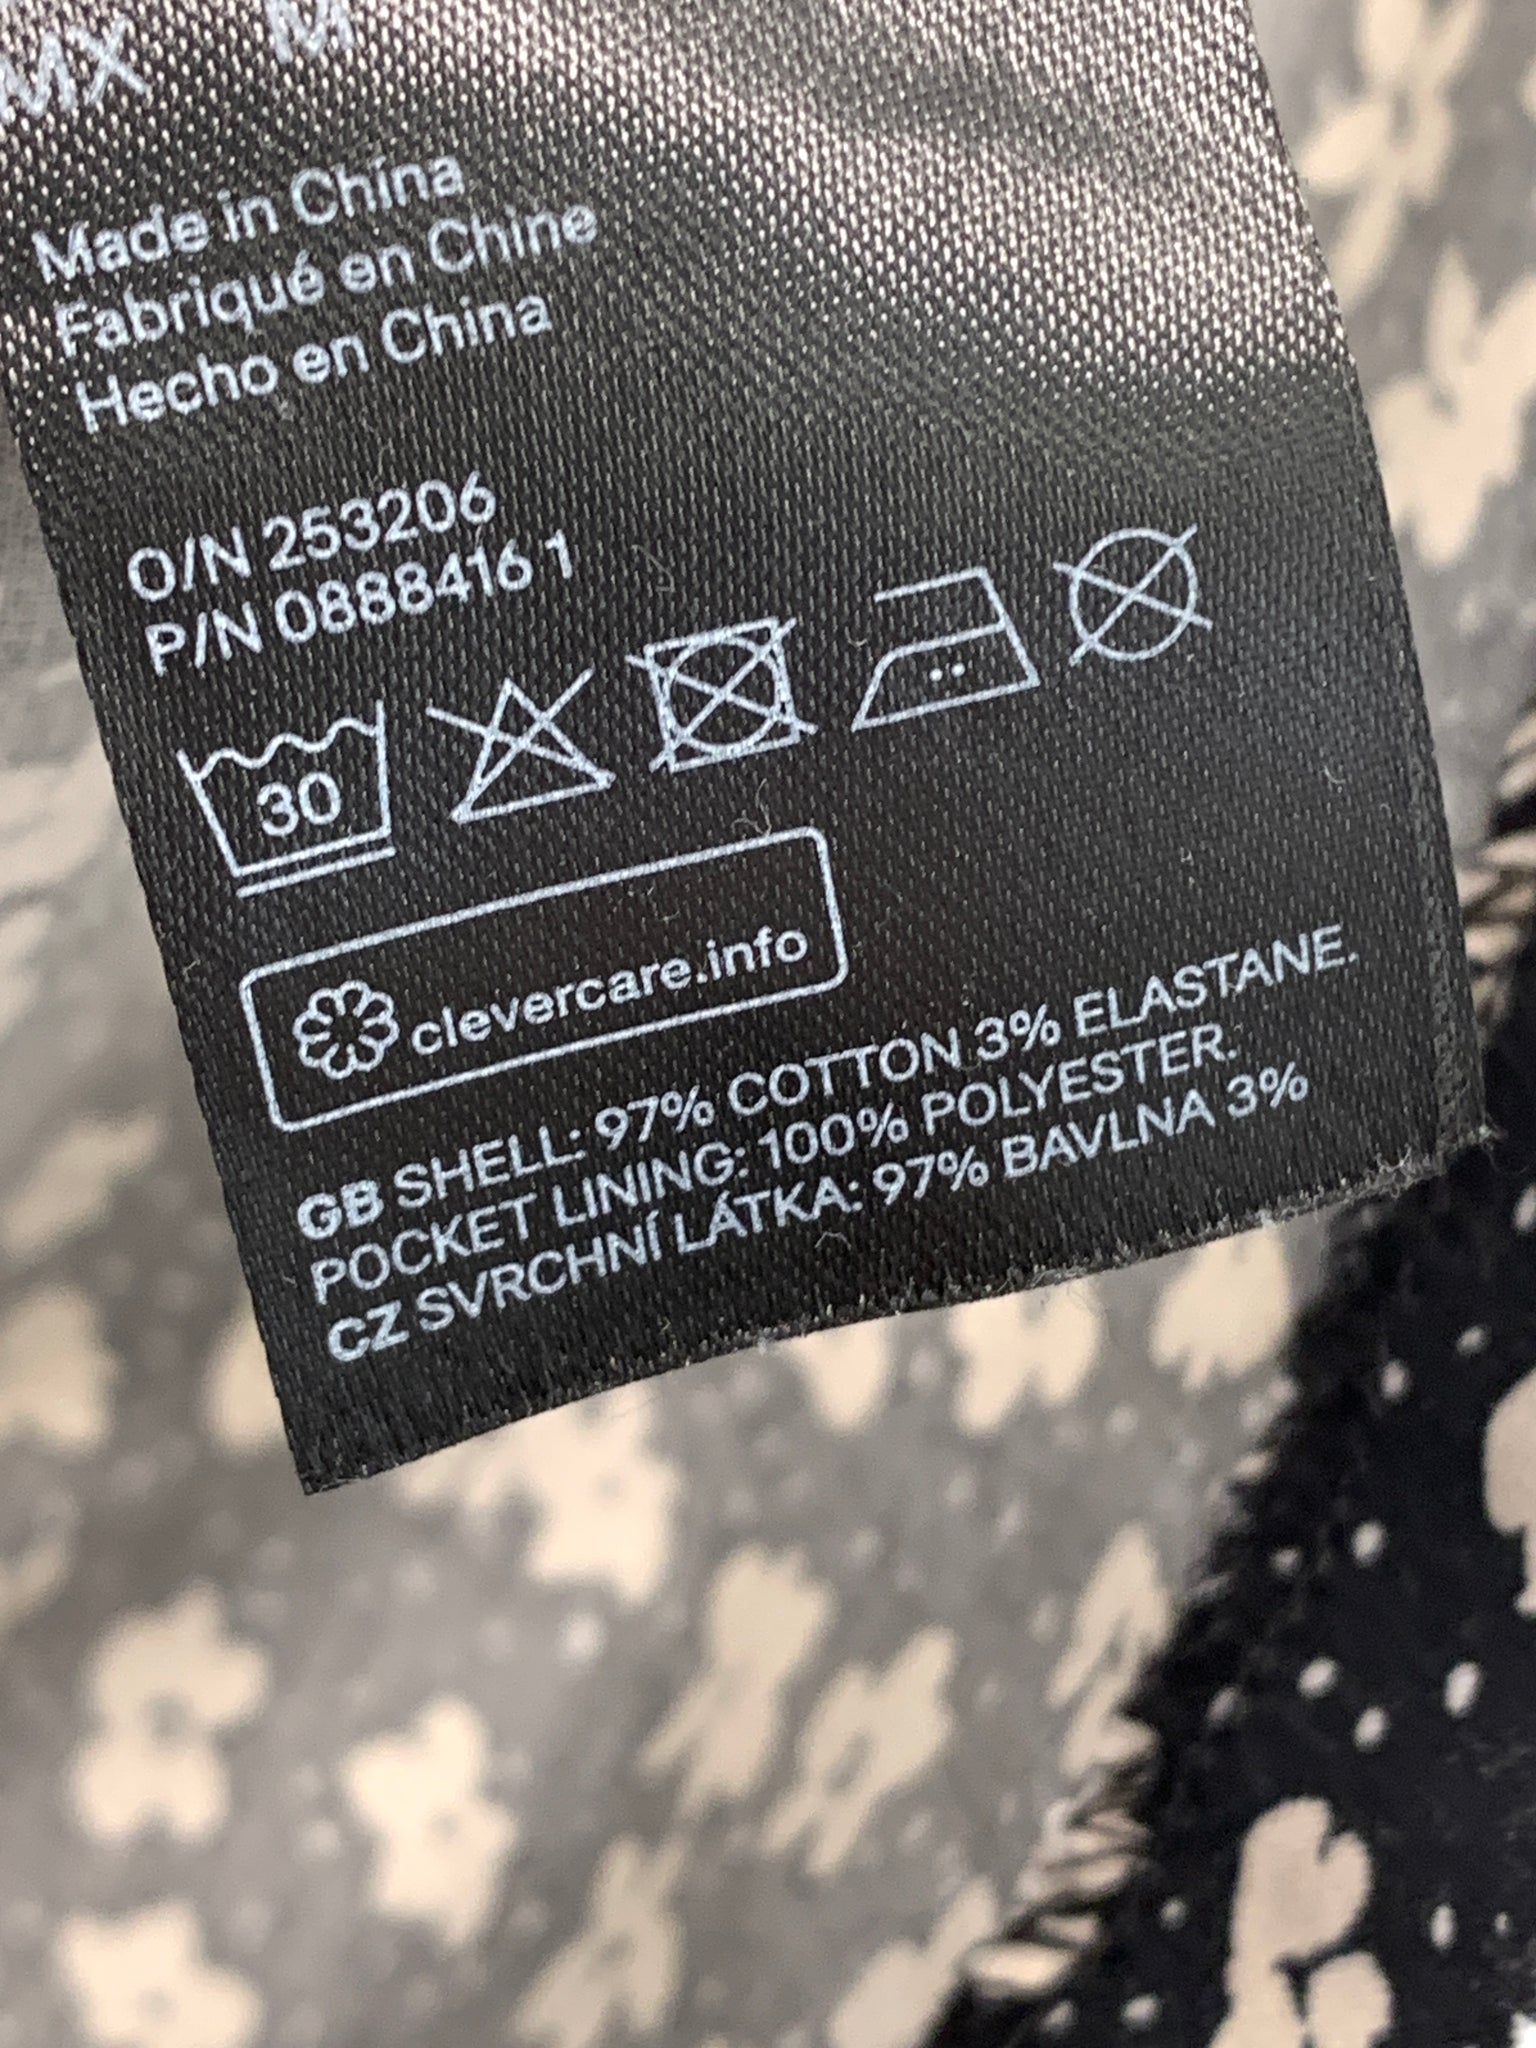 MX M
Made in China
Fabriqué en Chine
Hecho en China
O/N 253206
P/N 0888416 1
30
clevercare.info
GB SHELL: 97% COTTON 3% ELASTANE.
POCKET LINING: 100% POLYESTER.
CZ SVRCHNÍ LÁTKA: 97% BAVLNA 3%